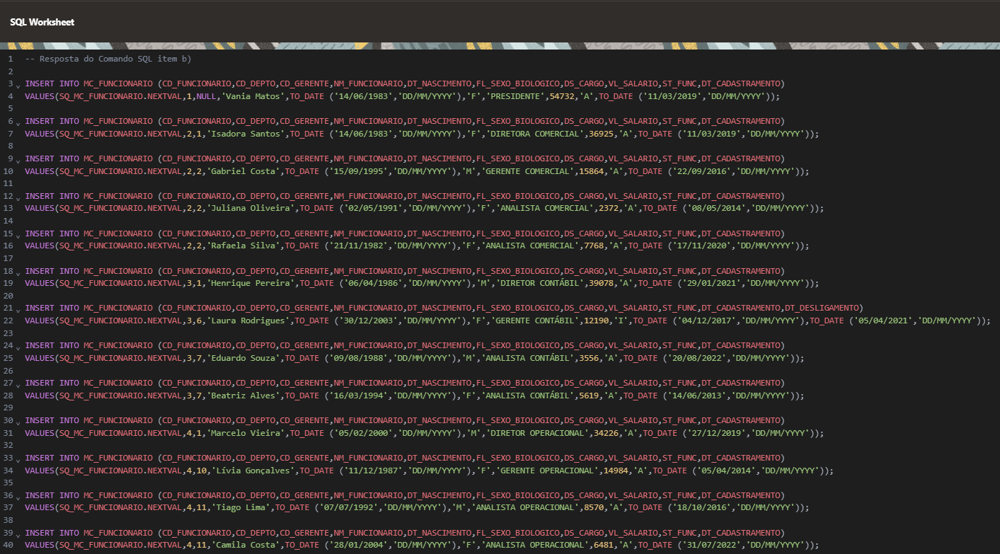 SQL Worksheet
1 -- Resposta do Comando SQL item b)
2
3 INSERT INTO MC_FUNCIONARIO (CD_FUNCIONARIO,CD_DEPTO,CD_GERENTE,NM_FUNCIONARIO,DT_NASCIMENTO,FL_SEXO_BIOLOGICO,DS_CARGO,VL_SALARIO,ST_FUNC,DT_CADASTRAMENTO)
4 VALUES(SQ_MC_FUNCIONARIO.NEXTVAL,1,NULL,'Vania Matos',TO_DATE ('14/06/1983','DD/MM/YYYY'),'F','PRESIDENTE',54732,'A',TO_DATE ('11/03/2019','DD/MM/YYYY'));
5
6 INSERT INTO MC_FUNCIONARIO (CD_FUNCIONARIO,CD_DEPTO,CD_GERENTE,NM_FUNCIONARIO,DT_NASCIMENTO,FL_SEXO_BIOLOGICO,DS_CARGO,VL_SALARIO,ST_FUNC,DT_CADASTRAMENTO)
7 VALUES(SQ_MC_FUNCIONARIO.NEXTVAL,2,1,'Isadora Santos',TO_DATE ('14/06/1983','DD/MM/YYYY'),'F','DIRETORA COMERCIAL',36925,'A',TO_DATE ('11/03/2019','DD/MM/YYYY'));
8
9 INSERT INTO MC_FUNCIONARIO (CD_FUNCIONARIO,CD_DEPTO,CD_GERENTE,NM_FUNCIONARIO,DT_NASCIMENTO,FL_SEXO_BIOLOGICO,DS_CARGO,VL_SALARIO,ST_FUNC,DT_CADASTRAMENTO)
10 VALUES(SQ_MC_FUNCIONARIO.NEXTVAL,2,2,'Gabriel Costa',TO_DATE ('15/09/1995','DD/MM/YYYY'),'M','GERENTE COMERCIAL',15864,'A',TO_DATE ('22/09/2016','DD/MM/YYYY'));
11
12 INSERT INTO MC_FUNCIONARIO (CD_FUNCIONARIO,CD_DEPTO,CD_GERENTE,NM_FUNCIONARIO,DT_NASCIMENTO,FL_SEXO_BIOLOGICO,DS_CARGO,VL_SALARIO,ST_FUNC,DT_CADASTRAMENTO)
13 VALUES(SQ_MC_FUNCIONARIO.NEXTVAL,2,2,'Juliana Oliveira',TO_DATE ('02/05/1991','DD/MM/YYYY'),'F','ANALISTA COMERCIAL',2372,'A',TO_DATE ('08/05/2014','DD/MM/YYYY'));
14
15 INSERT INTO MC_FUNCIONARIO (CD_FUNCIONARIO,CD_DEPTO,CD_GERENTE,NM_FUNCIONARIO,DT_NASCIMENTO,FL_SEXO_BIOLOGICO,DS_CARGO,VL_SALARIO,ST_FUNC,DT_CADASTRAMENTO)
16 VALUES(SQ_MC_FUNCIONARIO.NEXTVAL,2,2,'Rafaela Silva',TO_DATE ('21/11/1982','DD/MM/YYYY'),'F','ANALISTA COMERCIAL',7768,'A',TO_DATE ('17/11/2020','DD/MM/YYYY'));
17
18 INSERT INTO MC_FUNCIONARIO (CD_FUNCIONARIO,CD_DEPTO,CD_GERENTE,NM_FUNCIONARIO,DT_NASCIMENTO,FL_SEXO_BIOLOGICO,DS_CARGO,VL_SALARIO,ST_FUNC,DT_CADASTRAMENTO)
19 VALUES(SQ_MC_FUNCIONARIO.NEXTVAL,3,1,'Henrique Pereira',TO_DATE ('06/04/1986','DD/MM/YYYY'),'M','DIRETOR CONTÁBIL',39078,'A',TO_DATE ('29/01/2021','DD/MM/YYYY'));
20
21 INSERT INTO MC_FUNCIONARIO (CD_FUNCIONARIO,CD_DEPTO,CD_GERENTE,NM_FUNCIONARIO,DT_NASCIMENTO,FL_SEXO_BIOLOGICO,DS_CARGO,VL_SALARIO,ST_FUNC,DT_CADASTRAMENTO,DT_DESLIGAMENTO)
22 VALUES(SQ_MC_FUNCIONARIO.NEXTVAL,3,6,'Laura Rodrigues',TO_DATE ('30/12/2003','DD/MM/YYYY'),'F','GERENTE CONTÁBIL',12190,'I',TO_DATE ('04/12/2017','DD/MM/YYYY'),TO_DATE ('05/04/2021','DD/MM/YYYY'));
23
24 INSERT INTO MC_FUNCIONARIO (CD_FUNCIONARIO,CD_DEPTO,CD_GERENTE,NM_FUNCIONARIO,DT_NASCIMENTO,FL_SEXO_BIOLOGICO,DS_CARGO,VL_SALARIO,ST_FUNC,DT_CADASTRAMENTO)
25 VALUES(SQ_MC_FUNCIONARIO.NEXTVAL,3,7,'Eduardo Souza',TO_DATE ('09/08/1988','DD/MM/YYYY'),'M','ANALISTA CONTÁBIL',3556,'A',TO_DATE ('20/08/2022','DD/MM/YYYY'));
26
27 INSERT INTO MC_FUNCIONARIO (CD_FUNCIONARIO,CD_DEPTO,CD_GERENTE,NM_FUNCIONARIO,DT_NASCIMENTO,FL_SEXO_BIOLOGICO,DS_CARGO,VL_SALARIO,ST_FUNC,DT_CADASTRAMENTO)
28 VALUES(SQ_MC_FUNCIONARIO.NEXTVAL,3,7,'Beatriz Alves',TO_DATE ('16/03/1994','DD/MM/YYYY'),'F','ANALISTA CONTÁBIL',5619,'A',TO_DATE ('14/06/2013','DD/MM/YYYY'));
29
30 INSERT INTO MC_FUNCIONARIO (CD_FUNCIONARIO,CD_DEPTO,CD_GERENTE,NM_FUNCIONARIO,DT_NASCIMENTO,FL_SEXO_BIOLOGICO,DS_CARGO,VL_SALARIO,ST_FUNC,DT_CADASTRAMENTO)
31 VALUES(SQ_MC_FUNCIONARIO.NEXTVAL,4,1,'Marcelo Vieira',TO_DATE ('05/02/2000','DD/MM/YYYY'),'M','DIRETOR OPERACIONAL',34226,'A',TO_DATE ('27/12/2019','DD/MM/YYYY'));
32
33 INSERT INTO MC_FUNCIONARIO (CD_FUNCIONARIO,CD_DEPTO,CD_GERENTE,NM_FUNCIONARIO,DT_NASCIMENTO,FL_SEXO_BIOLOGICO,DS_CARGO,VL_SALARIO,ST_FUNC,DT_CADASTRAMENTO)
34 VALUES(SQ_MC_FUNCIONARIO.NEXTVAL,4,10,'Lívia Gonçalves',TO_DATE ('11/12/1987','DD/MM/YYYY'),'F','GERENTE OPERACIONAL',14984,'A',TO_DATE ('05/04/2014','DD/MM/YYYY'));
35
36 INSERT INTO MC_FUNCIONARIO (CD_FUNCIONARIO,CD_DEPTO,CD_GERENTE,NM_FUNCIONARIO,DT_NASCIMENTO,FL_SEXO_BIOLOGICO,DS_CARGO,VL_SALARIO,ST_FUNC,DT_CADASTRAMENTO)
37 VALUES(SQ_MC_FUNCIONARIO.NEXTVAL,4,11,'Tiago Lima',TO_DATE ('07/07/1992','DD/MM/YYYY'),'M','ANALISTA OPERACIONAL',8570,'A',TO_DATE ('18/10/2016','DD/MM/YYYY'));
38
39 INSERT INTO MC_FUNCIONARIO (CD_FUNCIONARIO,CD_DEPTO,CD_GERENTE,NM_FUNCIONARIO,DT_NASCIMENTO,FL_SEXO_BIOLOGICO,DS_CARGO,VL_SALARIO,ST_FUNC,DT_CADASTRAMENTO)
40 VALUES(SQ_MC_FUNCIONARIO.NEXTVAL,4,11,'Camila Costa',TO_DATE ('28/01/2004','DD/MM/YYYY'),'F','ANALISTA OPERACIONAL',6481,'A',TO_DATE ('31/07/2022','DD/MM/YYYY'));